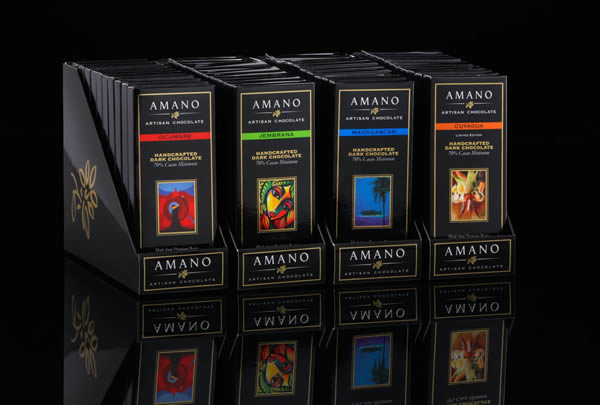 AMANO
ARTISAN CHOCOLATE
OCUMARE
HANDCRAFTED
DARK CHOCOLATE
70% Cacao Minimum
AMANO
ARTISAN CHOCOLATE
AMANO
ARTISAN CHOCOLATE
JEMBRANA
HANDCRAFTED
DARK CHOCOLATE
70% Cacao Minimum
AMANO
ARTISAN CHOCOLATE
AMANO
ARTISAN CHOCOLATE
MADAGASCAR
HANDCRAFTED
DARK CHOCOLATE
70% Cacao Minimum
AMANO
ARTISAN CHOCOLATE
AMANO
ARTISAN CHOCOLATE
CUYAGUA
LIMITED EDITION
HANDCRAFTED
DARK CHOCOLATE
70% Cacao Minimum
AMANO
ARTISAN CHOCOLATE